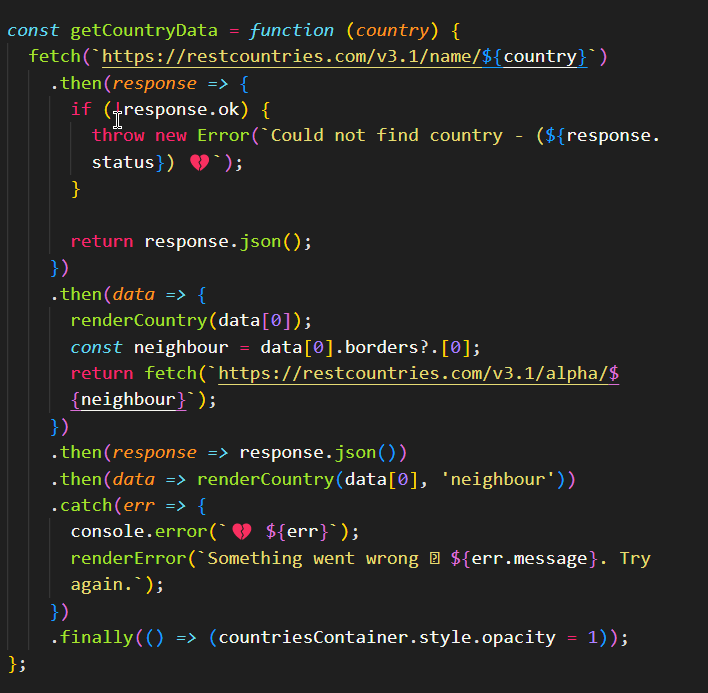 const getCountryData = function (country) {
fetch(`https://restcountries.com/v3.1/name/${country}`)
.then(response => {
if (!response.ok) {
throw new Error(`Could not find country - (${response.
status}) 💔`);
}
return response.json();
})
.then(data => {
renderCountry(data[0]);
const neighbour = data[0].borders?.[0];
return fetch(`https://restcountries.com/v3.1/alpha/$
{neighbour}`);
})
.then(response => response.json())
.then(data => renderCountry(data[0], 'neighbour'))
.catch(err => {
console.error(`💔 ${err}`);
renderError(`Something went wrong ⍰ ${err.message}. Try
again.`);
})
.finally(() => (countriesContainer.style.opacity = 1));
};